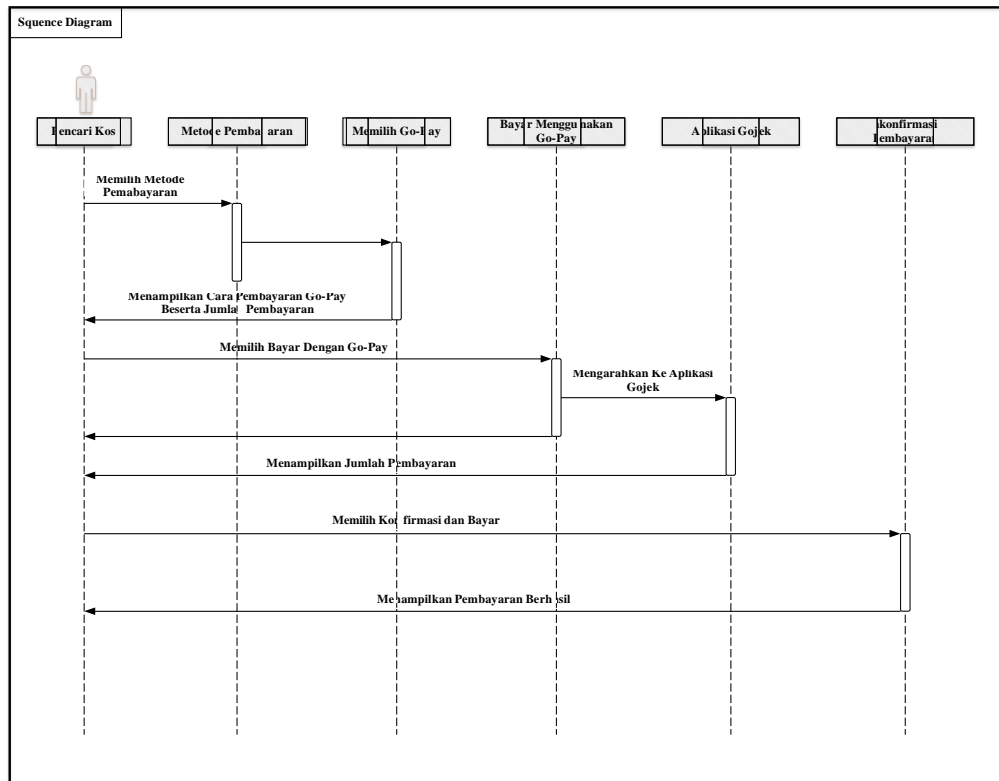 Squence Diagram
Pencari Kos
Metode Pembayaran
Memilih Go-Pay
Bayar Menggunakan
Go-Pay
Aplikasi Gojek
Pembayaran
Memilih Metode
Pemabayaran
Menampilkan Cara Pembayaran Go-Pay
Beserta Jumlah Pembayaran
Memilih Bayar Dengan Go-Pay
Mengarahkan Ke Aplikasi
Gojek
Menampilkan Jumlah Pembayaran
Memilih Konfirmasi dan Bayar
Menampilkan Pembayaran Berhasil